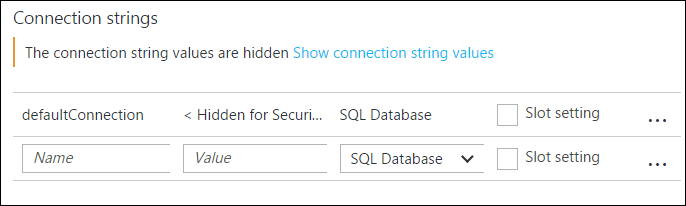 Connection strings
The connection string values are hidden Show connection string values
defaultConnection < Hidden for Securi... SQL Database Slot setting ...
Name Value SQL Database Slot setting ...